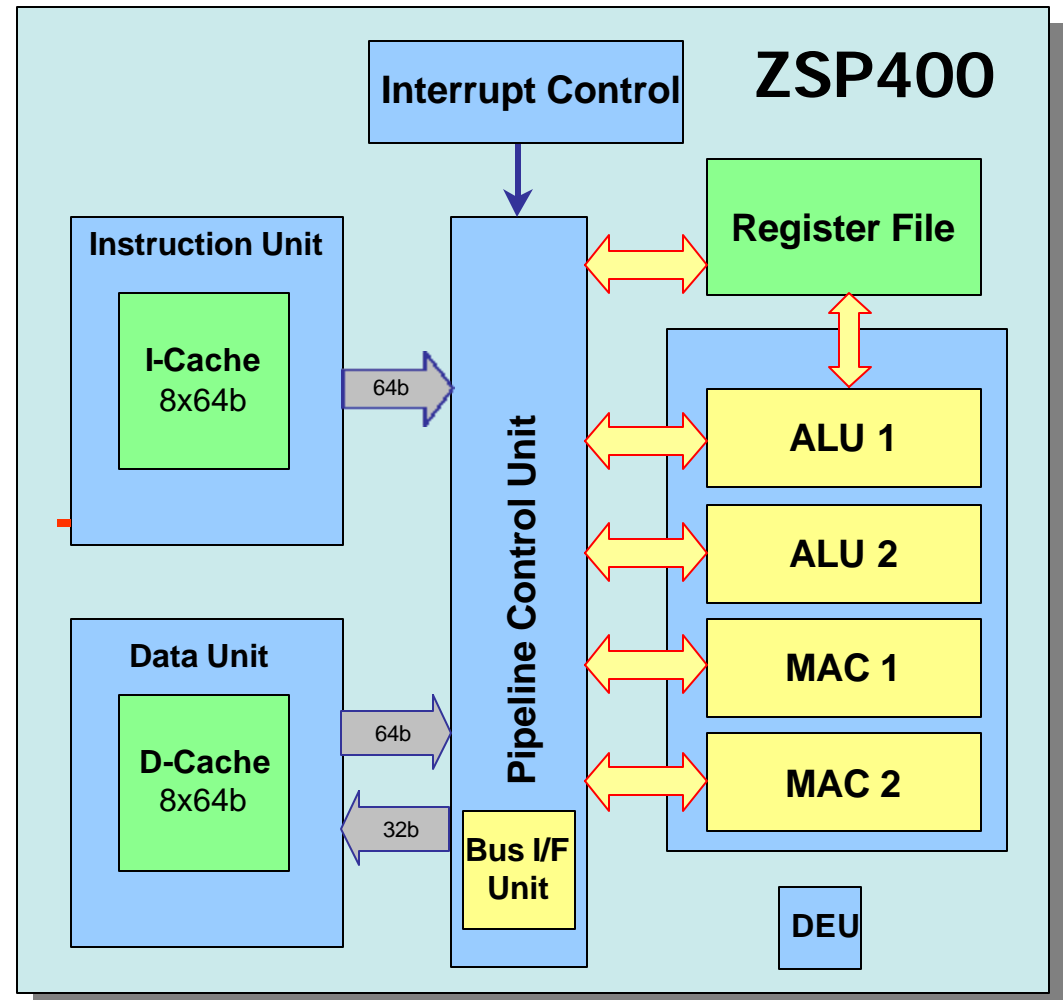 ZSP400
Interrupt Control
Register File
Instruction Unit
I-Cache
8x64b
64b
Pipeline Control Unit
ALU 1
ALU 2
MAC 1
MAC 2
Data Unit
D-Cache
8x64b
64b
32b
Bus I/F
Unit
DEU